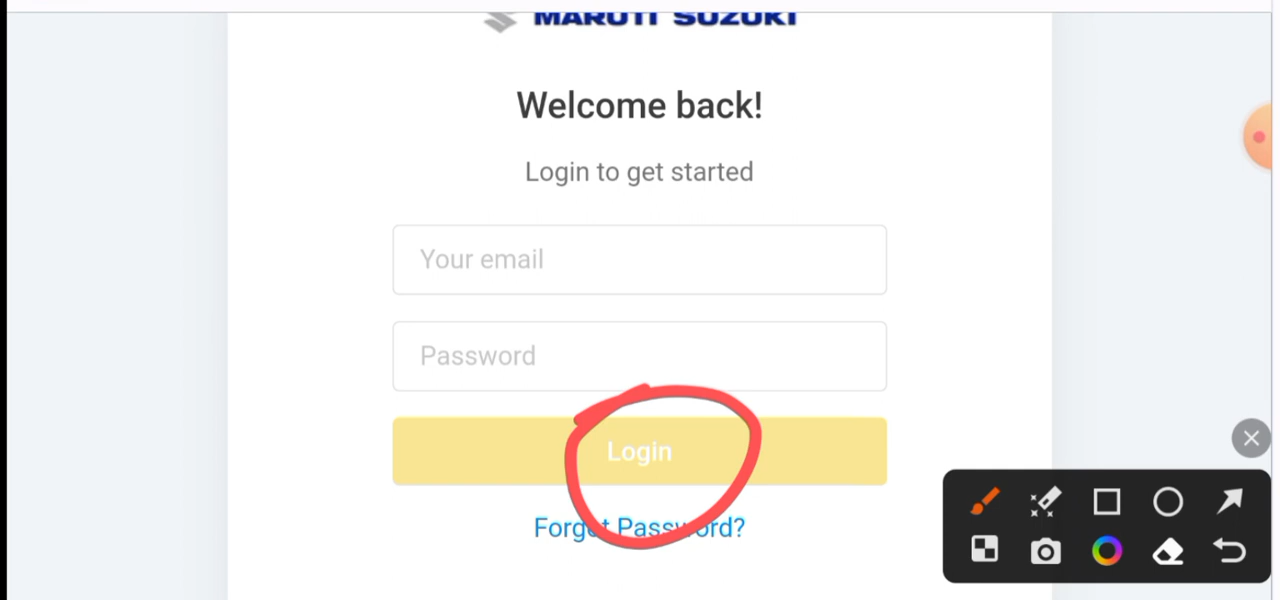 MARUTI SUZUKI
Welcome back!
Login to get started
Your email
Password
Login
Forgot Password?